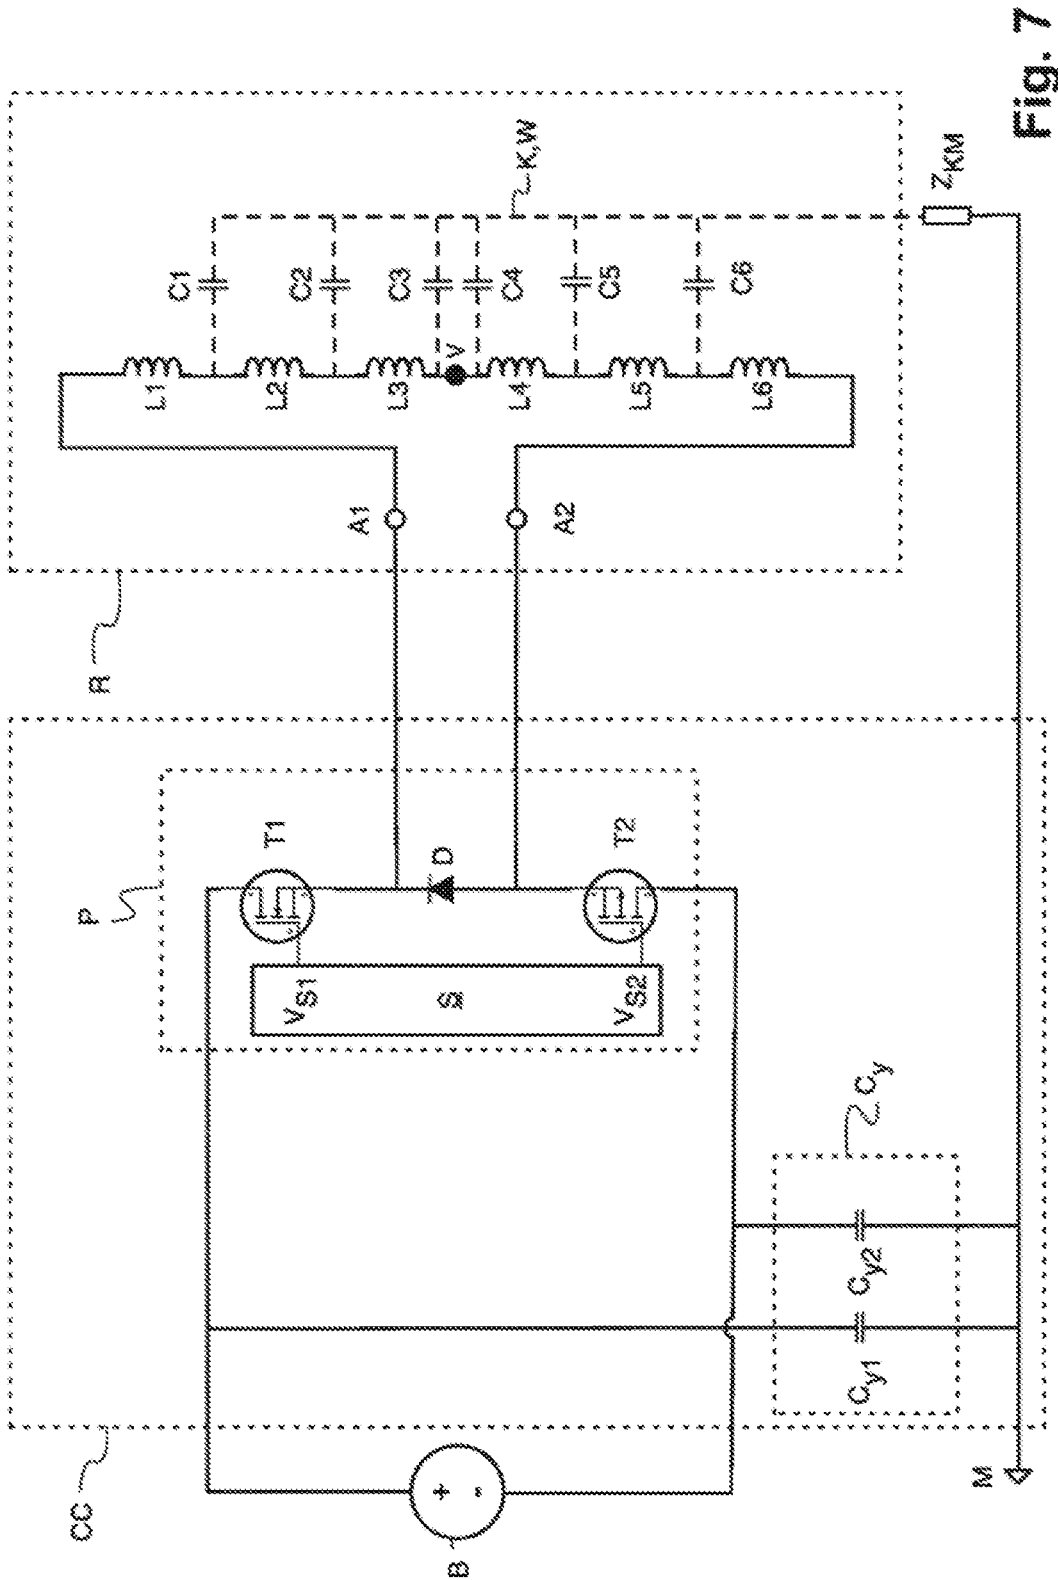 CC
B
P
R
T1
T2
D
S
V_S1
V_S2
A1
A2
L1
L2
L3
L4
L5
L6
V
C1
C2
C3
C4
C5
C6
K,W
Z_KM
C_y
C_y1
C_y2
M
+
-
Fig. 7